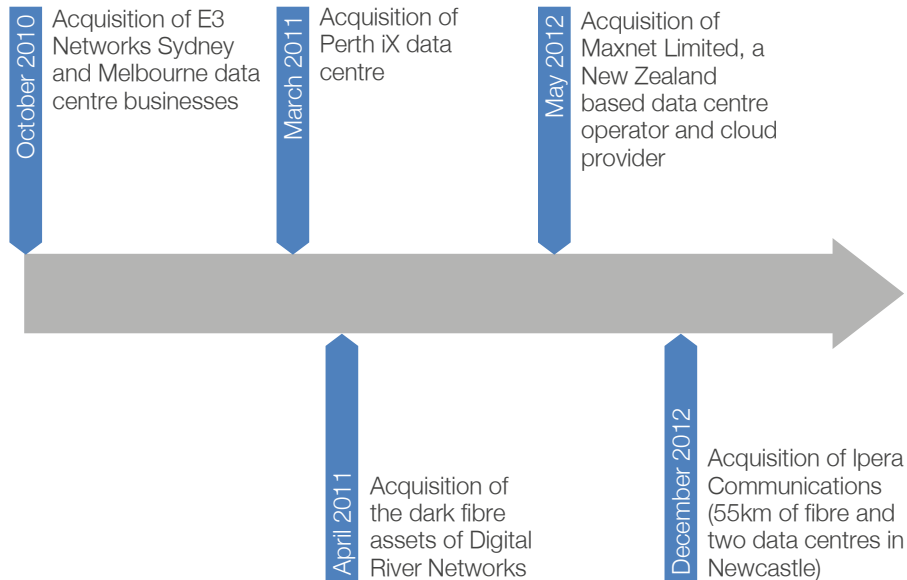 October 2010
Acquisition of E3
Networks Sydney
and Melbourne data
centre businesses
March 2011
Acquisition of
Perth iX data
centre
May 2012
Acquisition of
Maxnet Limited, a
New Zealand
based data centre
operator and cloud
provider
April 2011
Acquisition of
the dark fibre
assets of Digital
River Networks
December 2012
Acquisition of Ipera
Communications
(55km of fibre and
two data centres in
Newcastle)